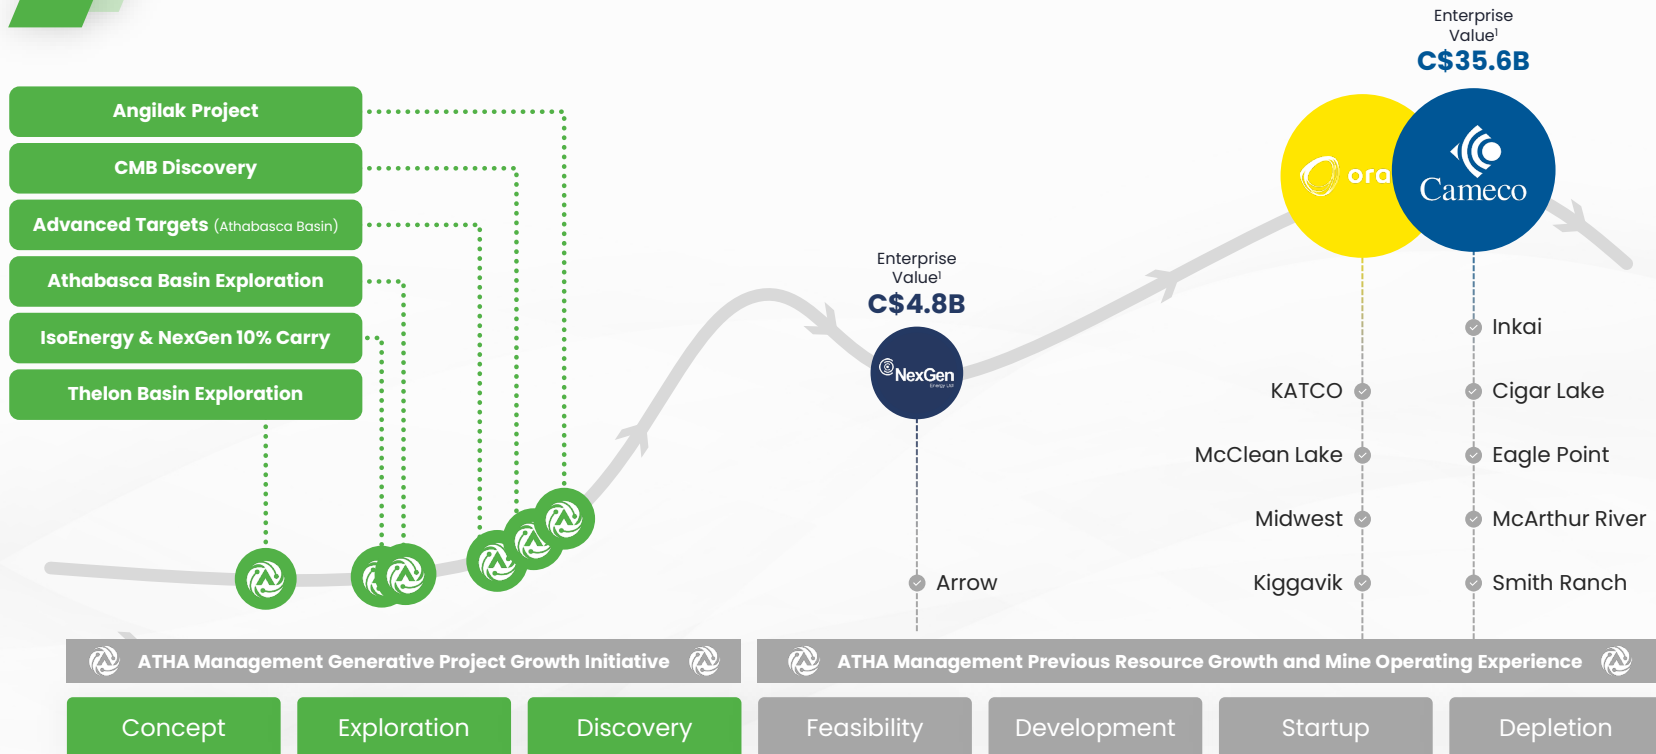 Enterprise
Value¹
C$35.6B
Angilak Project
CMB Discovery
Advanced Targets (Athabasca Basin)
Athabasca Basin Exploration
IsoEnergy & NexGen 10% Carry
Thelon Basin Exploration
Enterprise
Value¹
C$4.8B
NexGen
Energy Ltd
ora
Cameco
Inkai
KATCO
Cigar Lake
McClean Lake
Eagle Point
Midwest
McArthur River
Arrow
Kiggavik
Smith Ranch
ATHA Management Generative Project Growth Initiative
ATHA Management Previous Resource Growth and Mine Operating Experience
Concept
Exploration
Discovery
Feasibility
Development
Startup
Depletion